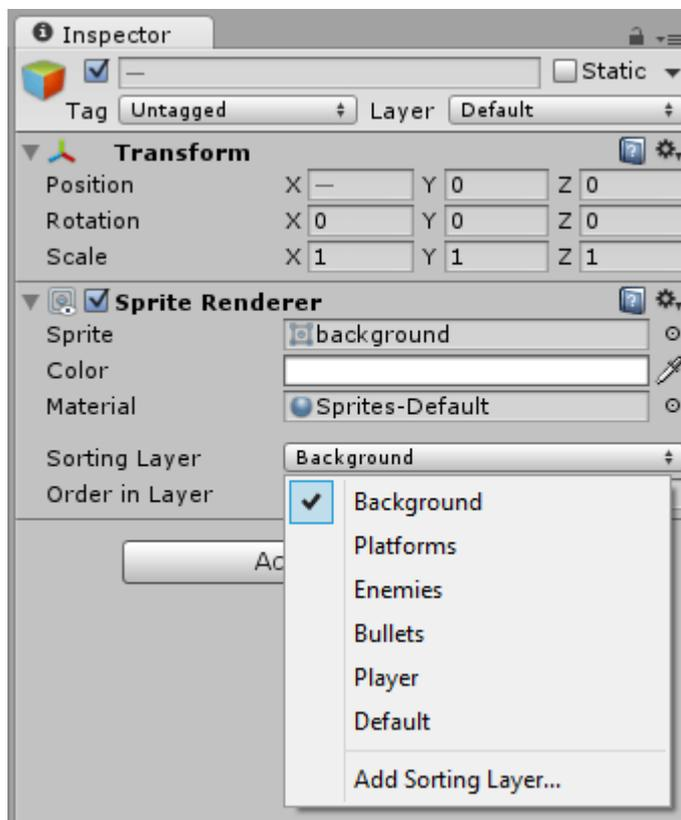 Inspector
— Static
Tag Untagged Layer Default
Transform
Position X — Y 0 Z 0
Rotation X 0 Y 0 Z 0
Scale X 1 Y 1 Z 1
Sprite Renderer
Sprite background
Color
Material Sprites-Default
Sorting Layer Background
Order in Layer
Background
Platforms
Enemies
Bullets
Player
Default
Add Sorting Layer...